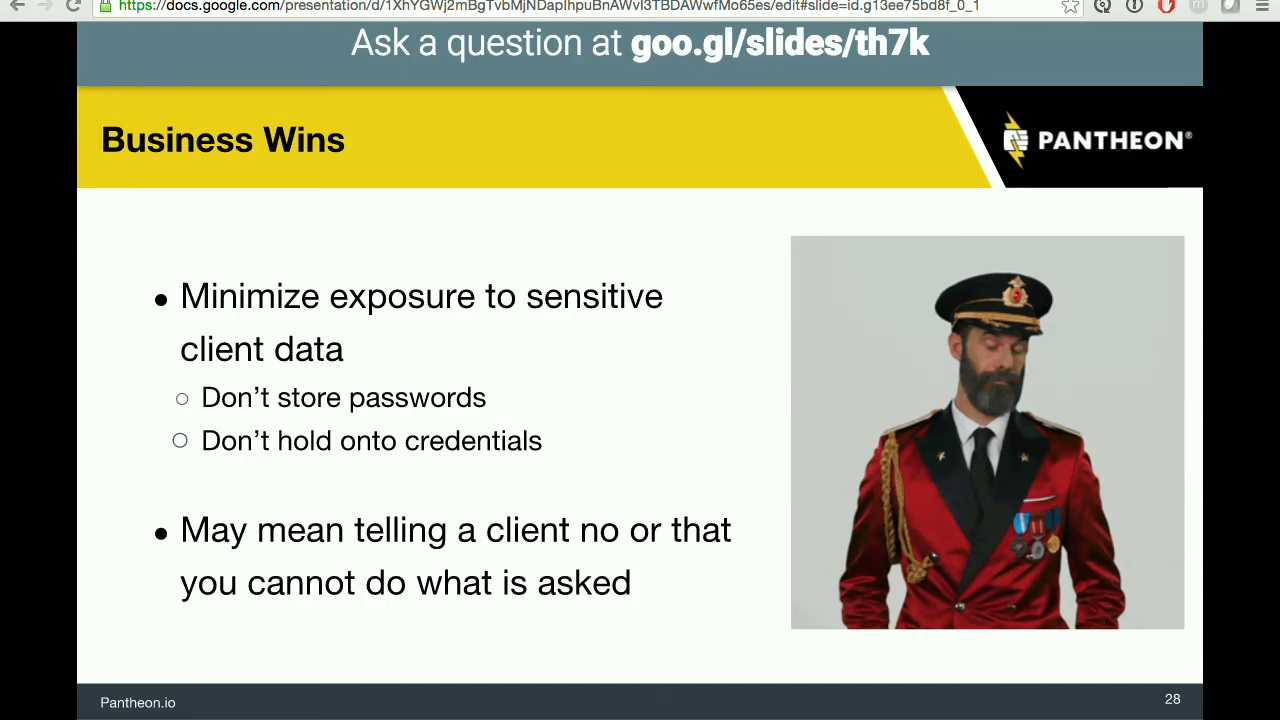 https://docs.google.com/presentation/d/1XhYGWj2mBgTvbMjNDapIhpuBnAWvI3TBDAWwfMo65es/edit#slide=id.g13ee75bd8f_0_1
Ask a question at goo.gl/slides/th7k
Business Wins
PANTHEON®
● Minimize exposure to sensitive
client data
○ Don’t store passwords
○ Don’t hold onto credentials
● May mean telling a client no or that
you cannot do what is asked
Pantheon.io
28